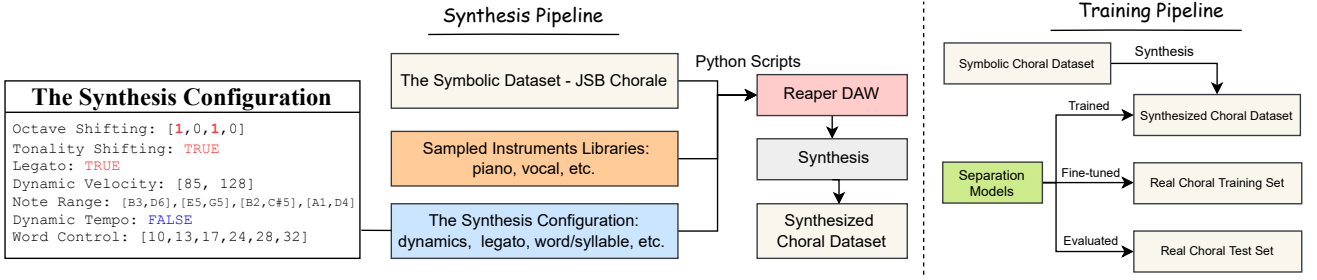 Synthesis Pipeline
The Synthesis Configuration
Octave Shifting: [1,0,1,0]
Tonality Shifting: TRUE
Legato: TRUE
Dynamic Velocity: [85, 128]
Note Range: [B3,D6],[E5,G5],[B2,C#5],[A1,D4]
Dynamic Tempo: FALSE
Word Control: [10,13,17,24,28,32]
The Symbolic Dataset - JSB Chorale
Sampled Instruments Libraries:
piano, vocal, etc.
The Synthesis Configuration:
dynamics, legato, word/syllable, etc.
Python Scripts
Reaper DAW
Synthesis
Synthesized
Choral Dataset
Training Pipeline
Symbolic Choral Dataset
Synthesis
Trained
Synthesized Choral Dataset
Separation
Models
Fine-tuned
Real Choral Training Set
Evaluated
Real Choral Test Set